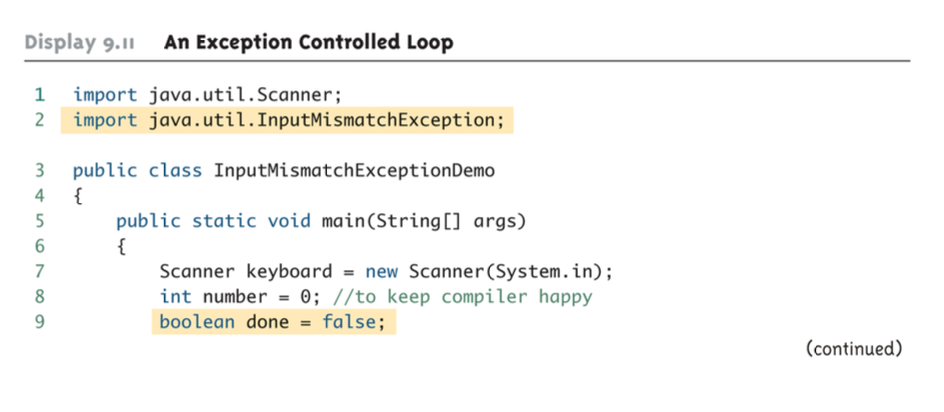 Display 9.11 An Exception Controlled Loop
1 import java.util.Scanner;
2 import java.util.InputMismatchException;
3 public class InputMismatchExceptionDemo
4 {
5 public static void main(String[] args)
6 {
7 Scanner keyboard = new Scanner(System.in);
8 int number = 0; //to keep compiler happy
9 boolean done = false;
(continued)